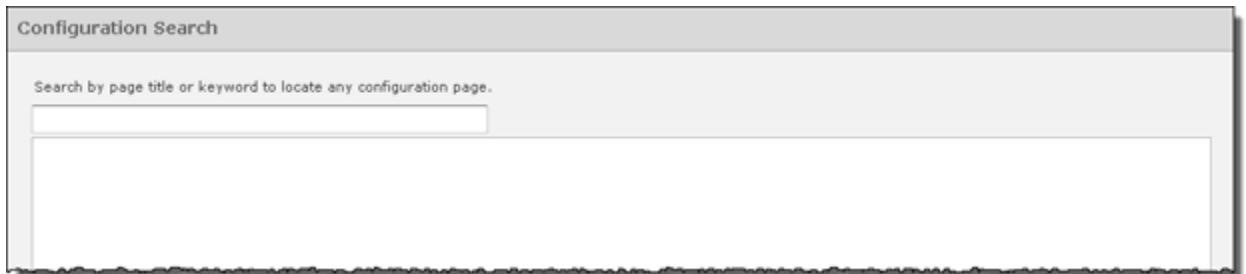 Configuration Search
Search by page title or keyword to locate any configuration page.